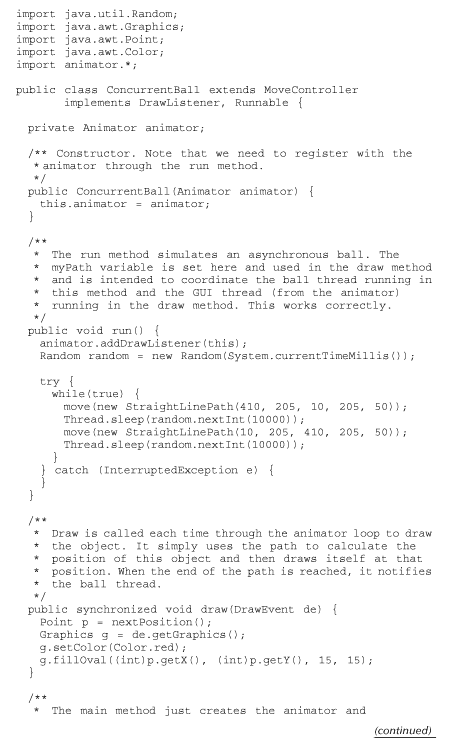 import java.util.Random;
import java.awt.Graphics;
import java.awt.Point;
import java.awt.Color;
import animator.*;

public class ConcurrentBall extends MoveController
        implements DrawListener, Runnable {

  private Animator animator;

  /** Constructor. Note that we need to register with the
   * animator through the run method.
   */
  public ConcurrentBall(Animator animator) {
    this.animator = animator;
  }

  /**
   *  The run method simulates an asynchronous ball. The
   *  myPath variable is set here and used in the draw method
   *  and is intended to coordinate the ball thread running in
   *  this method and the GUI thread (from the animator)
   *  running in the draw method. This works correctly.
   */
  public void run() {
    animator.addDrawListener(this);
    Random random = new Random(System.currentTimeMillis());

    try {
      while(true) {
        move(new StraightLinePath(410, 205, 10, 205, 50));
        Thread.sleep(random.nextInt(10000));
        move(new StraightLinePath(10, 205, 410, 205, 50));
        Thread.sleep(random.nextInt(10000));
      }
    } catch (InterruptedException e) {
    }
  }

  /**
   *  Draw is called each time through the animator loop to draw
   *  the object. It simply uses the path to calculate the
   *  position of this object and then draws itself at that
   *  position. When the end of the path is reached, it notifies
   *  the ball thread.
   */
  public synchronized void draw(DrawEvent de) {
    Point p = nextPosition();
    Graphics g = de.getGraphics();
    g.setColor(Color.red);
    g.fillOval((int)p.getX(), (int)p.getY(), 15, 15);
  }

  /**
   *  The main method just creates the animator and
(continued)